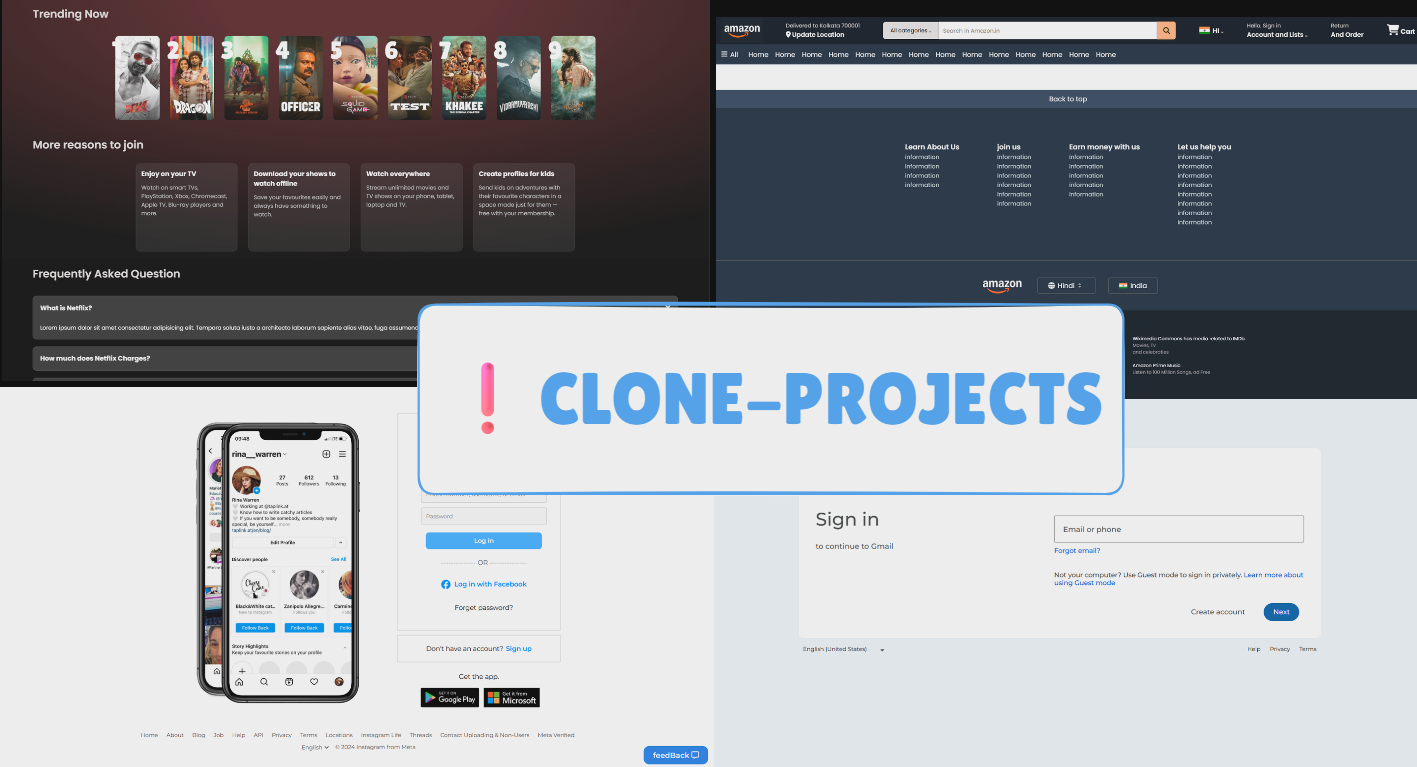 Trending Now
1 2 3 4 5 6 7 8 9
DRAGON
OFFICER
SQUID GAME
TEST
KHAKEE
VIDAAMUYARCHI
More reasons to join
Enjoy on your TV
Watch on smart TVs,
PlayStation, Xbox, Chromecast,
Apple TV, Blu-ray players and
more.
Download your shows to
watch offline
Save your favourites easily and
always have something to
watch.
Watch everywhere
Stream unlimited movies and
TV shows on your phone, tablet,
laptop and TV.
Create profiles for kids
Send kids on adventures with
their favourite characters in a
space made just for them —
free with your membership.
Frequently Asked Question
What is Netflix?
Lorem ipsum dolor sit amet consectetur adipisicing elit. Tempora soluta iusto a architecto laborum sapiente alias vitae, fuga
How much does Netflix Charges?
amazon
Delivered to Kolkata 700001
Update Location
All categories
Search in Amazon.in
HI
Hello, Sign in
Account and Lists
Return
And Order
Cart
All Home Home Home Home Home Home Home Home Home Home Home Home Home Home
Back to top
Learn About Us
information
information
information
information
join us
information
information
information
information
information
information
Earn money with us
information
information
information
information
information
Let us help you
information
information
information
information
information
information
information
information
amazon
Hindi
India
Wikimedia Commons has media related to IMDb.
Movies, TV
and celebrities
Amazon Prime Music
Listen to 100 Million Songs, ad Free
! CLONE-PROJECTS
09:48
rina__warren
27
Posts
612
Followers
13
Following
Rina Warren
Working at @taplink.at
Know how to write catchy articles
If you want to be somebody, somebody really
special, be yourself... more
taplink.at/en/blog/
Edit Profile
Discover people
See All
Black&White cat...
New to Instagram
Follow Back
Zanipolo Allegre...
Follows you
Follow Back
Carmine
Follow
Story Highlights
Keep your favourite stories on your profile
Password
Log in
OR
Log in with Facebook
Forget password?
Don't have an account? Sign up
Get the app.
GET IT ON
Google Play
Get it from
Microsoft
Home About Blog Job Help API Privacy Terms Locations Instagram Life Threads Contact Uploading & Non-Users Meta Verified
English © 2024 Instagram from Meta
feedBack
Sign in
to continue to Gmail
Email or phone
Forgot email?
Not your computer? Use Guest mode to sign in privately. Learn more about
using Guest mode
Create account
Next
English (United States)
Help Privacy Terms